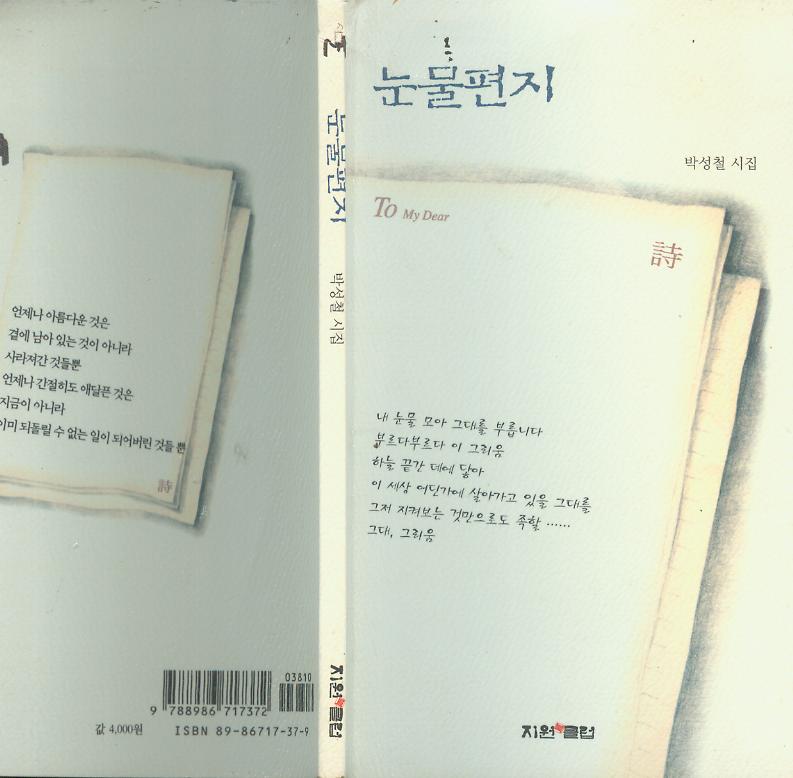 눈물편지
박성철 시집
To My Dear
詩
내 눈물 모아 그대를 부릅니다
부르다부르다 이 그리움
하늘 끝간 데에 닿아
이 세상 어딘가에 살아가고 있을 그대를
그저 지켜보는 것만으로도 족할 ......
그대, 그리움
지원북클럽
눈물편지
박성철 시집
지원북클럽
언제나 아름다운 것은
곁에 남아 있는 것이 아니라
사라져간 것들뿐
언제나 간절히도 애달픈 것은
지금이 아니라
이미 되돌릴 수 없는 일이 되어버린 것들 뿐
詩
03810
9 788986 717372
값 4,000원
ISBN 89-86717-37-9